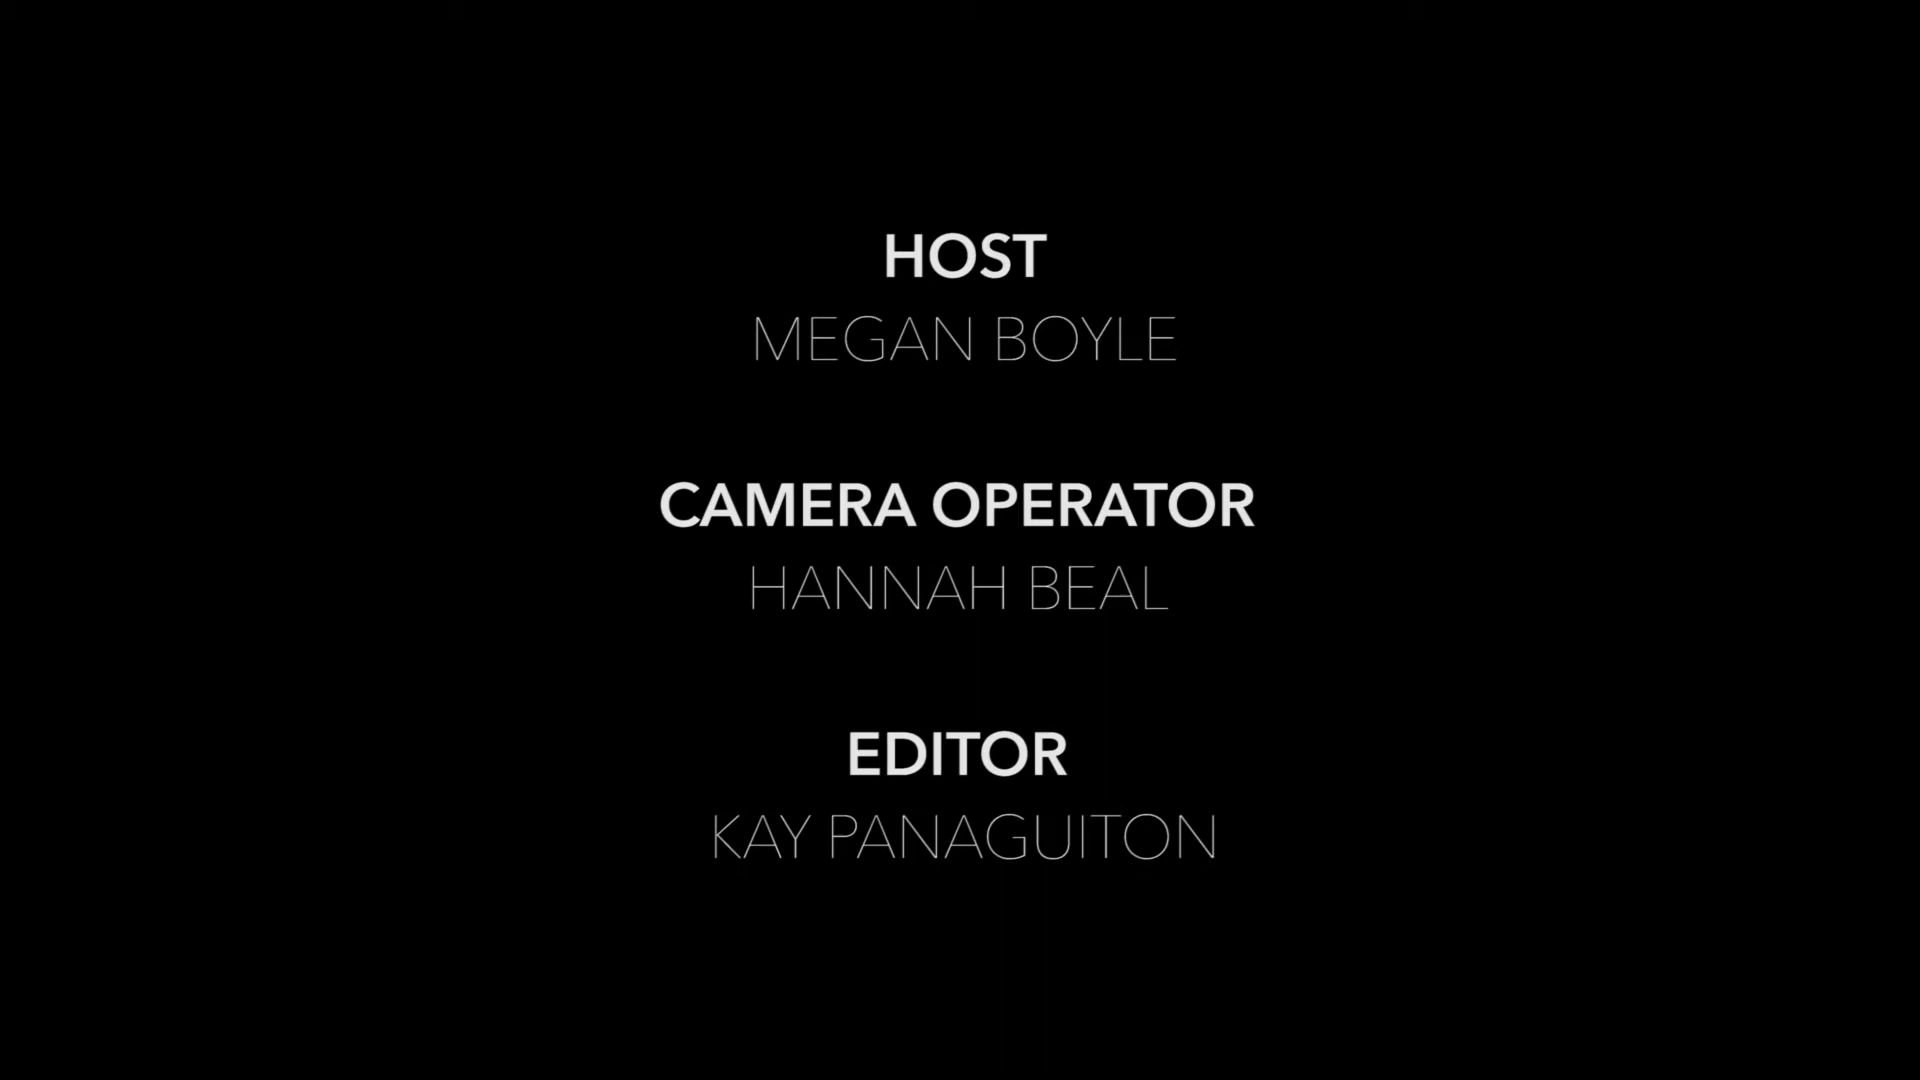 HOST
MEGAN BOYLE
CAMERA OPERATOR
HANNAH BEAL
EDITOR
KAY PANAGUITON